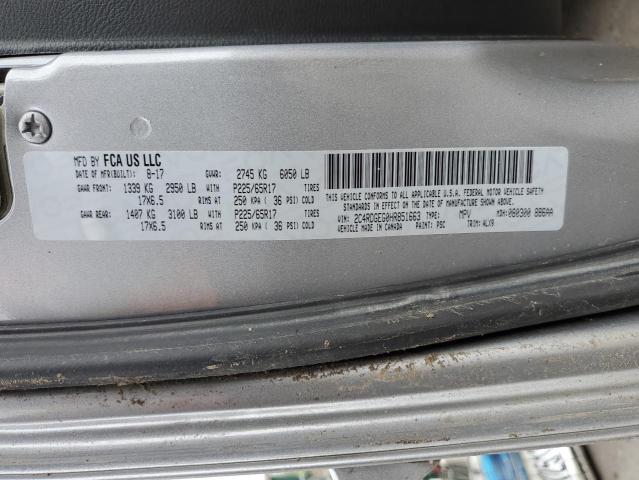 MFD BY FCA US LLC
DATE OF MFR(BUILT): 8-17 GVWR: 2745 KG 6050 LB
GAWR FRONT: 1339 KG 2950 LB WITH P225/65R17 TIRES
17X6.5 RIMS AT 250 KPA ( 36 PSI) COLD
GAWR REAR: 1407 KG 3100 LB WITH P225/65R17 TIRES
17X6.5 RIMS AT 250 KPA ( 36 PSI) COLD
THIS VEHICLE CONFORMS TO ALL APPLICABLE U.S.A. FEDERAL MOTOR VEHICLE SAFETY
STANDARDS IN EFFECT ON THE DATE OF MANUFACTURE SHOWN ABOVE.
VIN: 2C4RDGEG0HR851663 TYPE: MPV MDH: 080300 886AA
VEHICLE MADE IN CANADA PAINT: PSC TRIM: ALX9